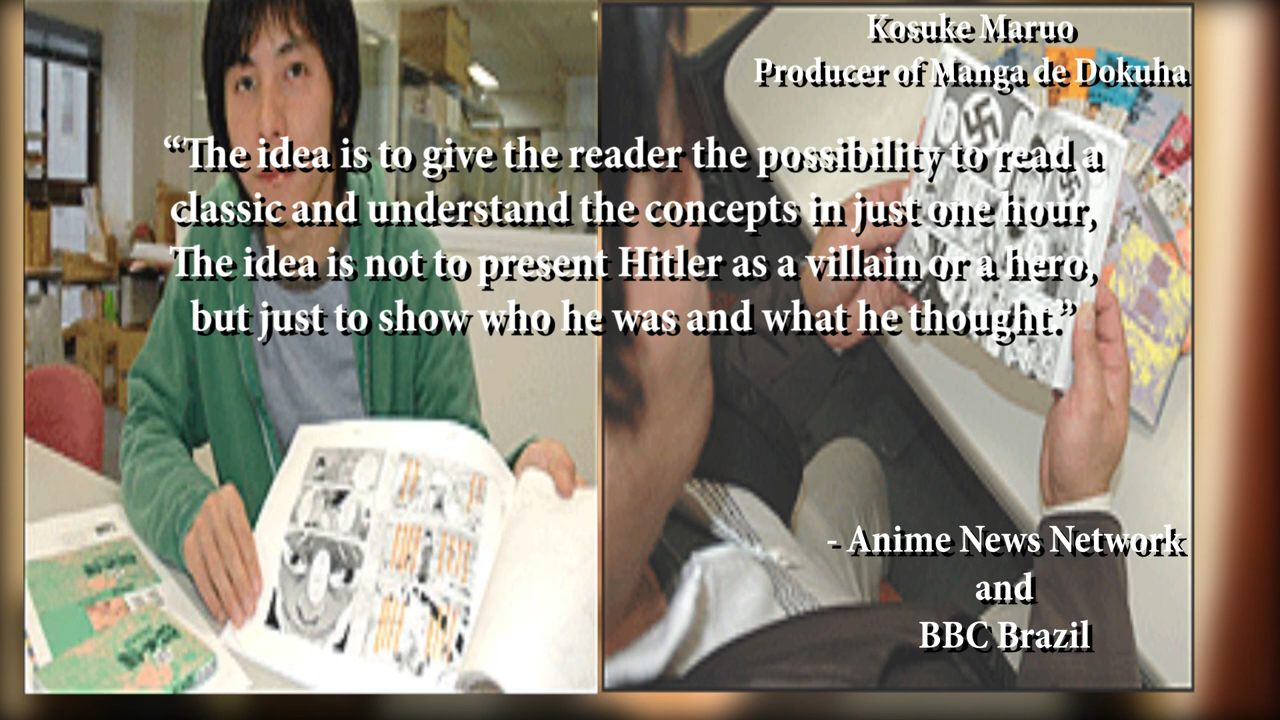 Kosuke Maruo
Producer of Manga de Dokuha
“The idea is to give the reader the possibility to read a
classic and understand the concepts in just one hour,
The idea is not to present Hitler as a villain or a hero,
but just to show who he was and what he thought.”
- Anime News Network
and
BBC Brazil